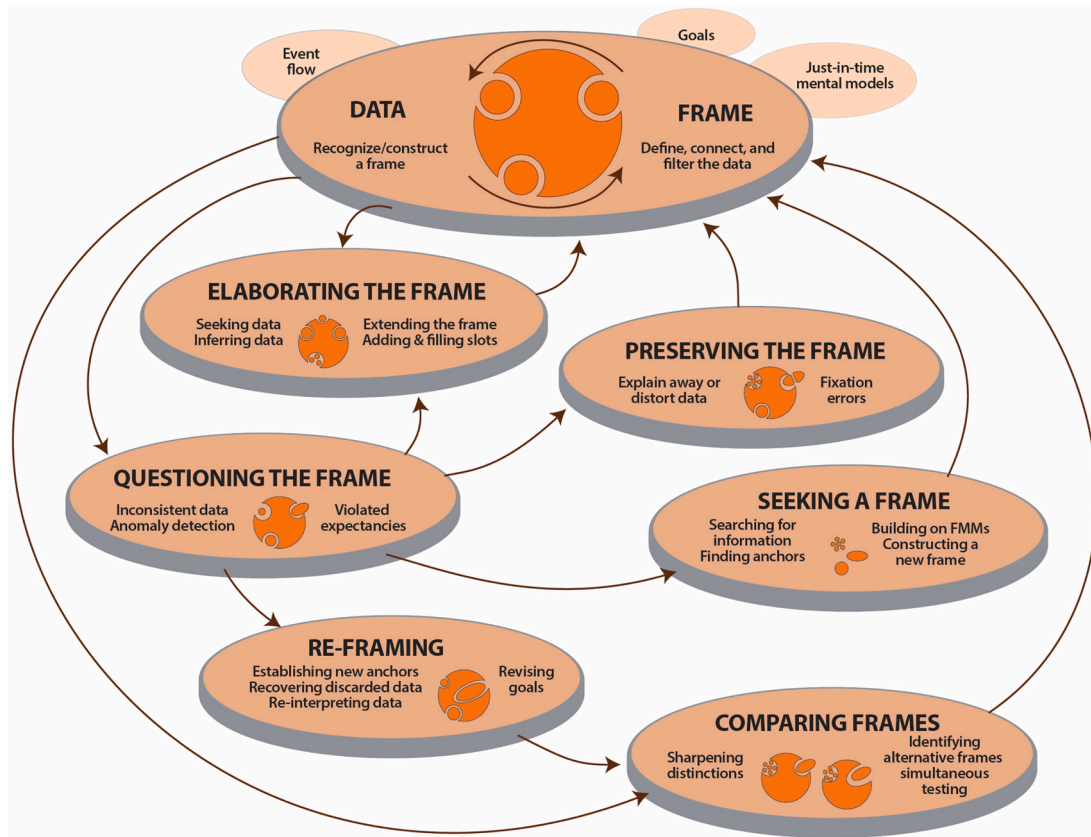 Event
flow
Goals
Just-in-time
mental models
DATA
Recognize/construct
a frame
FRAME
Define, connect, and
filter the data
ELABORATING THE FRAME
Seeking data
Inferring data
Extending the frame
Adding & filling slots
PRESERVING THE FRAME
Explain away or
distort data
Fixation
errors
QUESTIONING THE FRAME
Inconsistent data
Anomaly detection
Violated
expectancies
SEEKING A FRAME
Searching for
information
Finding anchors
Building on FMMs
Constructing a
new frame
RE-FRAMING
Establishing new anchors
Recovering discarded data
Re-interpreting data
Revising
goals
COMPARING FRAMES
Sharpening
distinctions
Identifying
alternative frames
simultaneous
testing